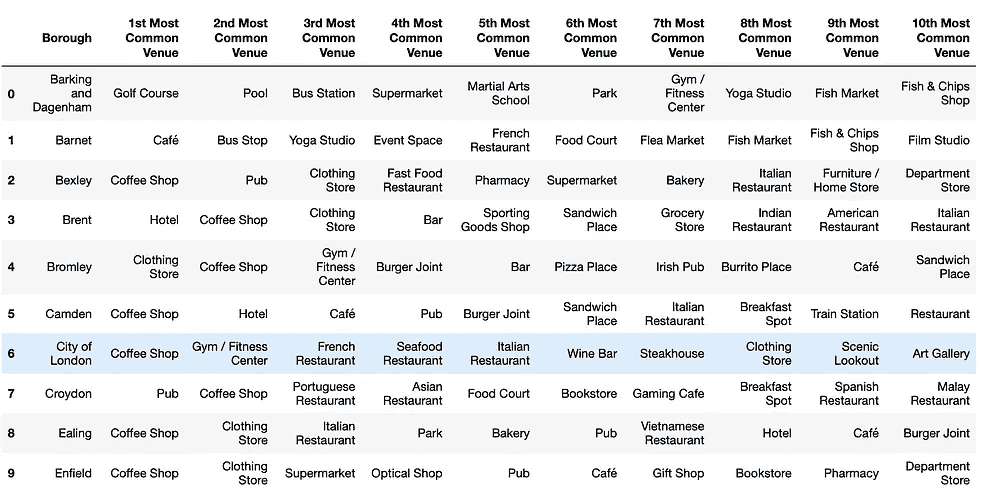 Borough 1st Most Common Venue 2nd Most Common Venue 3rd Most Common Venue 4th Most Common Venue 5th Most Common Venue 6th Most Common Venue 7th Most Common Venue 8th Most Common Venue 9th Most Common Venue 10th Most Common Venue
0 Barking and Dagenham Golf Course Pool Bus Station Supermarket Martial Arts School Park Gym / Fitness Center Yoga Studio Fish Market Fish & Chips Shop
1 Barnet Café Bus Stop Yoga Studio Event Space French Restaurant Food Court Flea Market Fish Market Fish & Chips Shop Film Studio
2 Bexley Coffee Shop Pub Clothing Store Fast Food Restaurant Pharmacy Supermarket Bakery Italian Restaurant Furniture / Home Store Department Store
3 Brent Hotel Coffee Shop Clothing Store Bar Sporting Goods Shop Sandwich Place Grocery Store Indian Restaurant American Restaurant Italian Restaurant
4 Bromley Clothing Store Coffee Shop Gym / Fitness Center Burger Joint Bar Pizza Place Irish Pub Burrito Place Café Sandwich Place
5 Camden Coffee Shop Hotel Café Pub Burger Joint Sandwich Place Italian Restaurant Breakfast Spot Train Station Restaurant
6 City of London Coffee Shop Gym / Fitness Center French Restaurant Seafood Restaurant Italian Restaurant Wine Bar Steakhouse Clothing Store Scenic Lookout Art Gallery
7 Croydon Pub Coffee Shop Portuguese Restaurant Asian Restaurant Food Court Bookstore Gaming Cafe Breakfast Spot Spanish Restaurant Malay Restaurant
8 Ealing Coffee Shop Clothing Store Italian Restaurant Park Bakery Pub Vietnamese Restaurant Hotel Café Burger Joint
9 Enfield Coffee Shop Clothing Store Supermarket Optical Shop Pub Café Gift Shop Bookstore Pharmacy Department Store